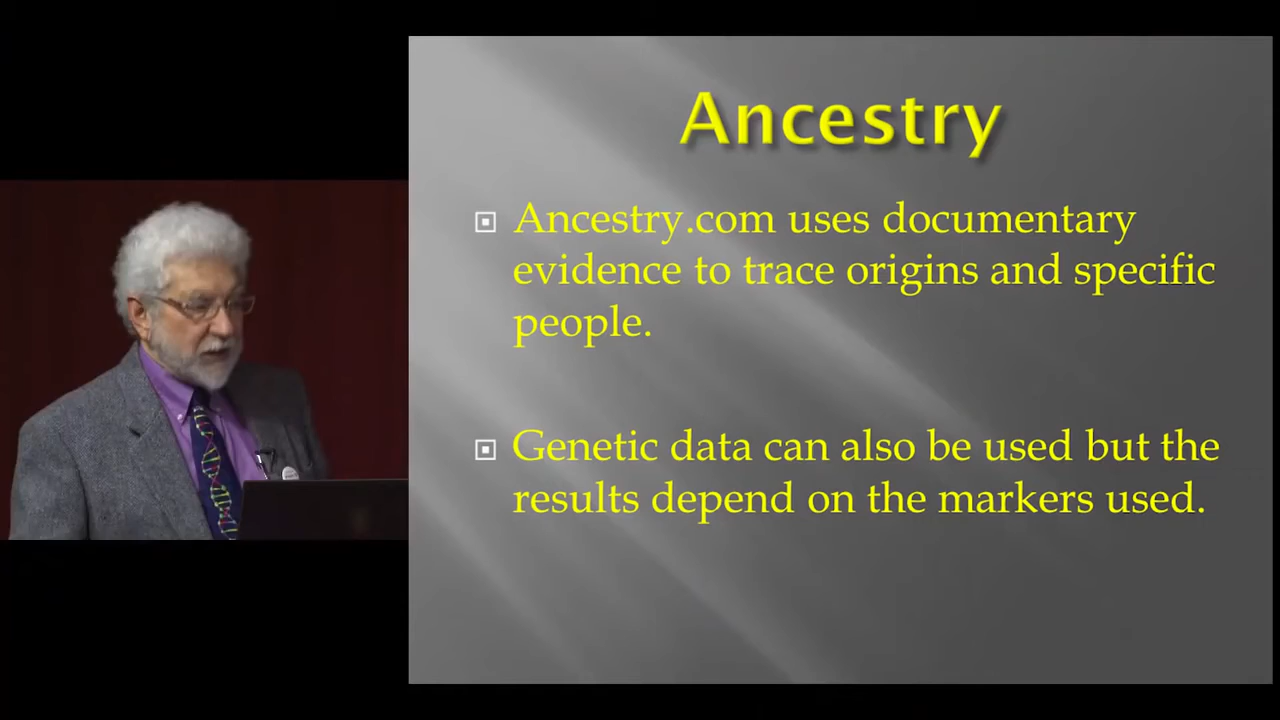 Ancestry
Ancestry.com uses documentary
evidence to trace origins and specific
people.
Genetic data can also be used but the
results depend on the markers used.